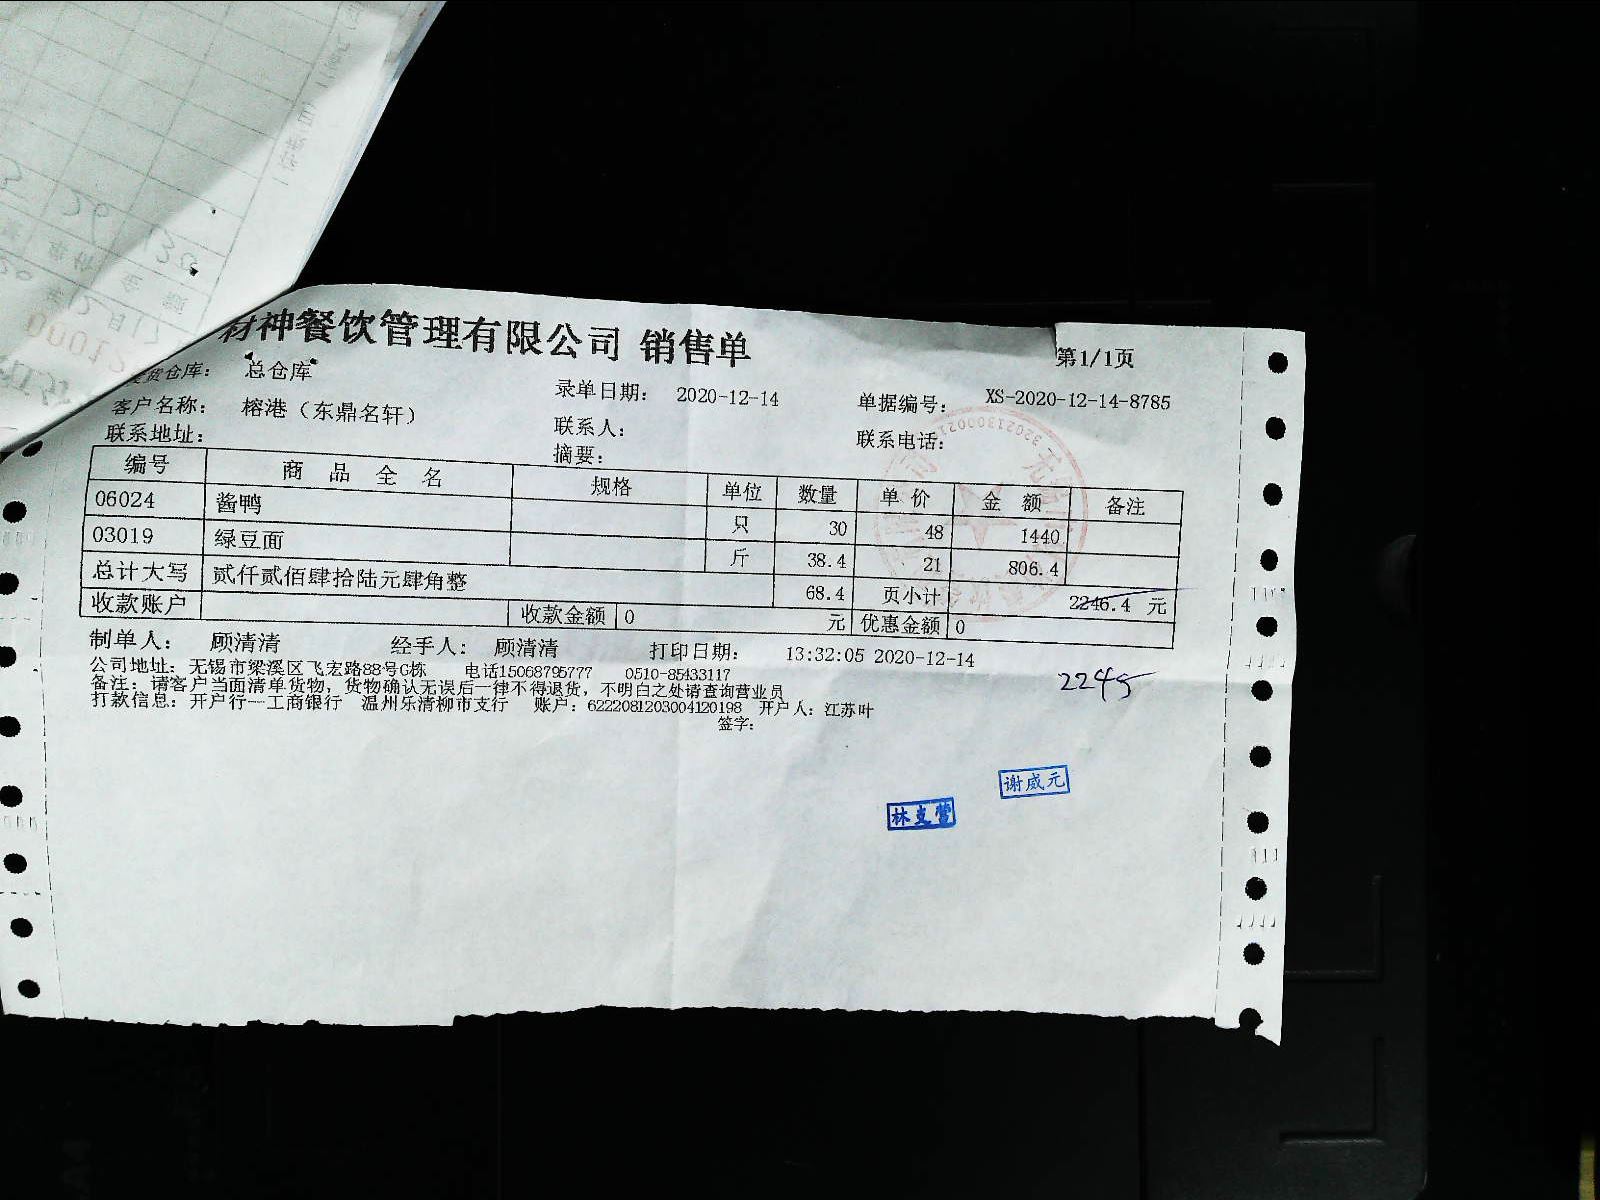 材神餐饮管理有限公司 销售单
第1/1页
发货仓库： 总仓库
录单日期： 2020-12-14
单据编号： XS-2020-12-14-8785
客户名称： 榕港（东鼎名轩）
联系人：
联系电话：
联系地址：
摘要：
编号 商品全名 规格 单位 数量 单价 金额 备注
06024 酱鸭 只 30 48 1440
03019 绿豆面 斤 38.4 21 806.4
总计大写 贰仟贰佰肆拾陆元肆角整 68.4 页小计 2246.4 元
收款账户 收款金额 0 元 优惠金额 0
制单人： 顾清清 经手人： 顾清清 打印日期： 13:32:05 2020-12-14
2245
公司地址：无锡市梁溪区飞宏路88号C栋 电话15068795777 0510-85433117
备注：请客户当面清单货物，货物确认无误后一律不得退货，不明白之处请查询营业员
打款信息：开户行一工商银行 温州乐清柳市支行 账户：6222081203004120198 开户人：江苏叶
签字：
谢威元